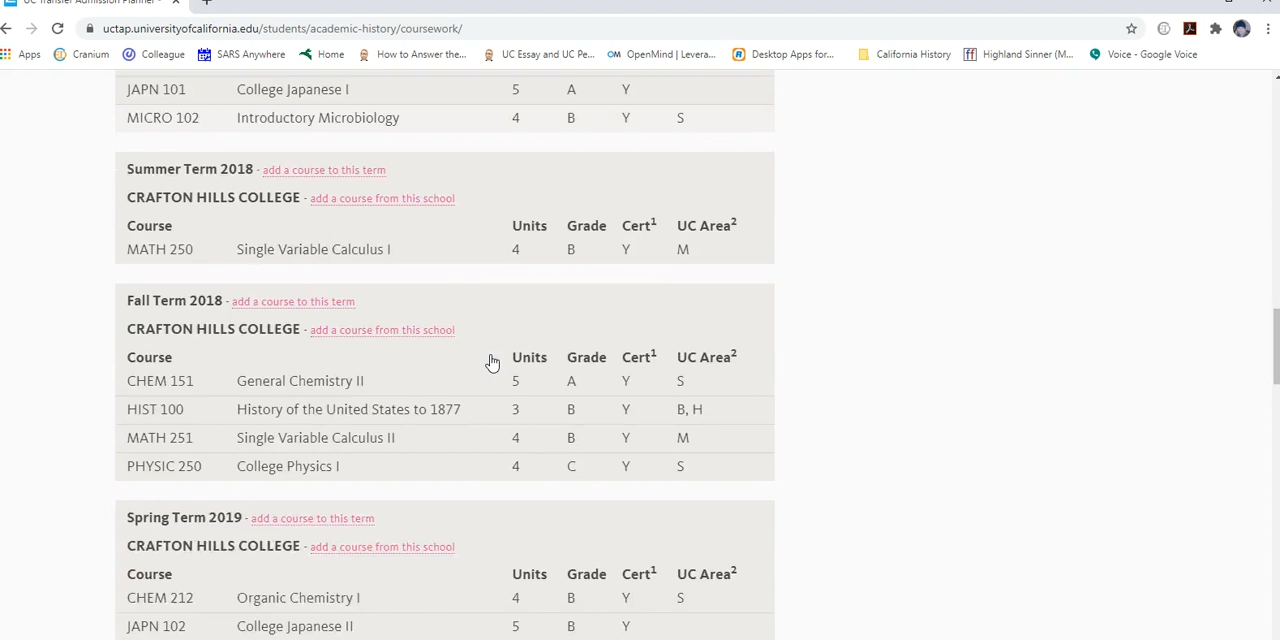 UC Transfer Admission Planner
uctap.universityofcalifornia.edu/students/academic-history/coursework/
Apps Cranium Colleague SARS Anywhere Home How to Answer the... UC Essay and UC Pe... OM OpenMind | Levera... Desktop Apps for... California History Highland Sinner (M... Voice - Google Voice
JAPN 101 College Japanese I 5 A Y
MICRO 102 Introductory Microbiology 4 B Y S
Summer Term 2018 - add a course to this term
CRAFTON HILLS COLLEGE - add a course from this school
Course Units Grade Cert1 UC Area2
MATH 250 Single Variable Calculus I 4 B Y M
Fall Term 2018 - add a course to this term
CRAFTON HILLS COLLEGE - add a course from this school
Course Units Grade Cert1 UC Area2
CHEM 151 General Chemistry II 5 A Y S
HIST 100 History of the United States to 1877 3 B Y B, H
MATH 251 Single Variable Calculus II 4 B Y M
PHYSIC 250 College Physics I 4 C Y S
Spring Term 2019 - add a course to this term
CRAFTON HILLS COLLEGE - add a course from this school
Course Units Grade Cert1 UC Area2
CHEM 212 Organic Chemistry I 4 B Y S
JAPN 102 College Japanese II 5 B Y